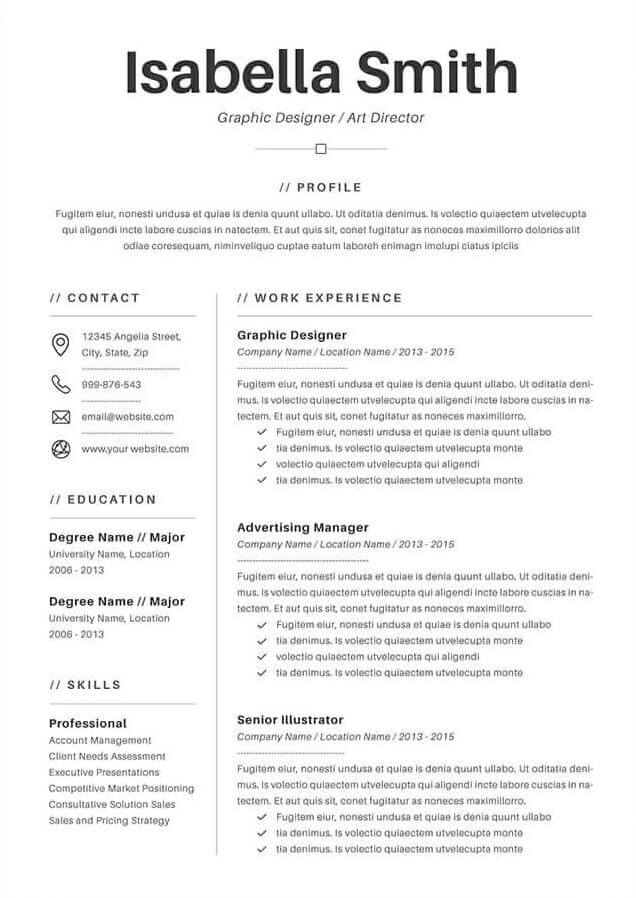 Isabella Smith
Graphic Designer / Art Director
// PROFILE
Fugitem eiur, nonesti undusa et quiae is denia quunt ullabo. Ut oditatia denimus. Is volectio quiaectem utvelecupta
qui aligendi incte labore cuscias in natectem. Et aut quis sit, conet fugitatur as noneces maximillorro dolorios alit
odiae coresequam, niminveliquo cuptae eatum laboreh enimagn imolupi ciatus ipiciis
// CONTACT
12345 Angelia Street,
City, State, Zip
999-876-543
email@website.com
www.your website.com
// EDUCATION
Degree Name // Major
University Name, Location
2006 - 2013
Degree Name // Major
University Name, Location
2006 - 2013
// SKILLS
Professional
Account Management
Client Needs Assessment
Executive Presentations
Competitive Market Positioning
Consultative Solution Sales
Sales and Pricing Strategy
// WORK EXPERIENCE
Graphic Designer
Company Name / Location Name / 2013 - 2015
Fugitem eiur, nonesti undusa et quiae is denia quunt ullabo. Ut oditatia deni-
mus. Is volectio quiaectem utvelecupta qui aligendi incte labore cuscias in na-
tectem. Et aut quis sit, conet fugitatur as noneces maximillorro.
Fugitem eiur, nonesti undusa et quiae is denia quunt ullabo
tia denimus. Is volectio quiaectem utvelecupta monte
volectio quiaectem utvelecupta qui aligendi
tia denimus. Is volectio quiaectem utvelecupta monte
Advertising Manager
Company Name / Location Name / 2013 - 2015
Fugitem eiur, nonesti undusa et quiae is denia quunt ullabo. Ut oditatia deni-
mus. Is volectio quiaectem utvelecupta qui aligendi incte labore cuscias in na-
tectem. Et aut quis sit, conet fugitatur as noneces maximillorro.
Fugitem eiur, nonesti undusa et quiae is denia quunt ullabo
tia denimus. Is volectio quiaectem utvelecupta monte
volectio quiaectem utvelecupta qui aligendi
tia denimus. Is volectio quiaectem utvelecupta monte
Senior Illustrator
Company Name / Location Name / 2013 - 2015
Fugitem eiur, nonesti undusa et quiae is denia quunt ullabo. Ut oditatia deni-
mus. Is volectio quiaectem utvelecupta qui aligendi incte labore cuscias in na-
tectem. Et aut quis sit, conet fugitatur as noneces maximillorro.
Fugitem eiur, nonesti undusa et quiae is denia quunt ullabo
tia denimus. Is volectio quiaectem utvelecupta monte
tia denimus. Is volectio quiaectem utvelecupta monte